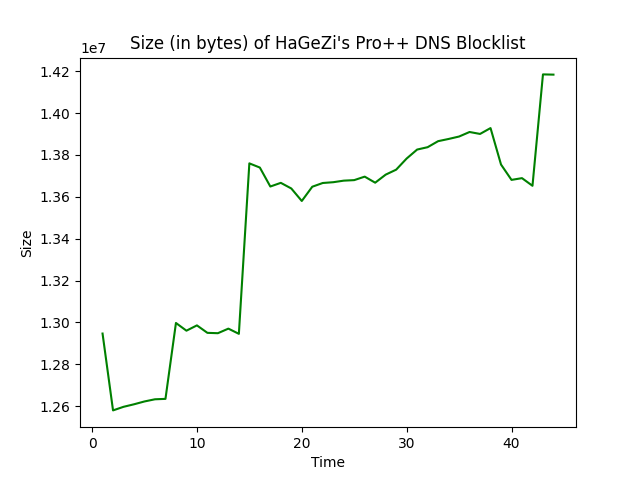 Size (in bytes) of HaGeZi's Pro++ DNS Blocklist
1e7
1.42
1.40
1.38
1.36
1.34
1.32
1.30
1.28
1.26
Size
0 10 20 30 40
Time